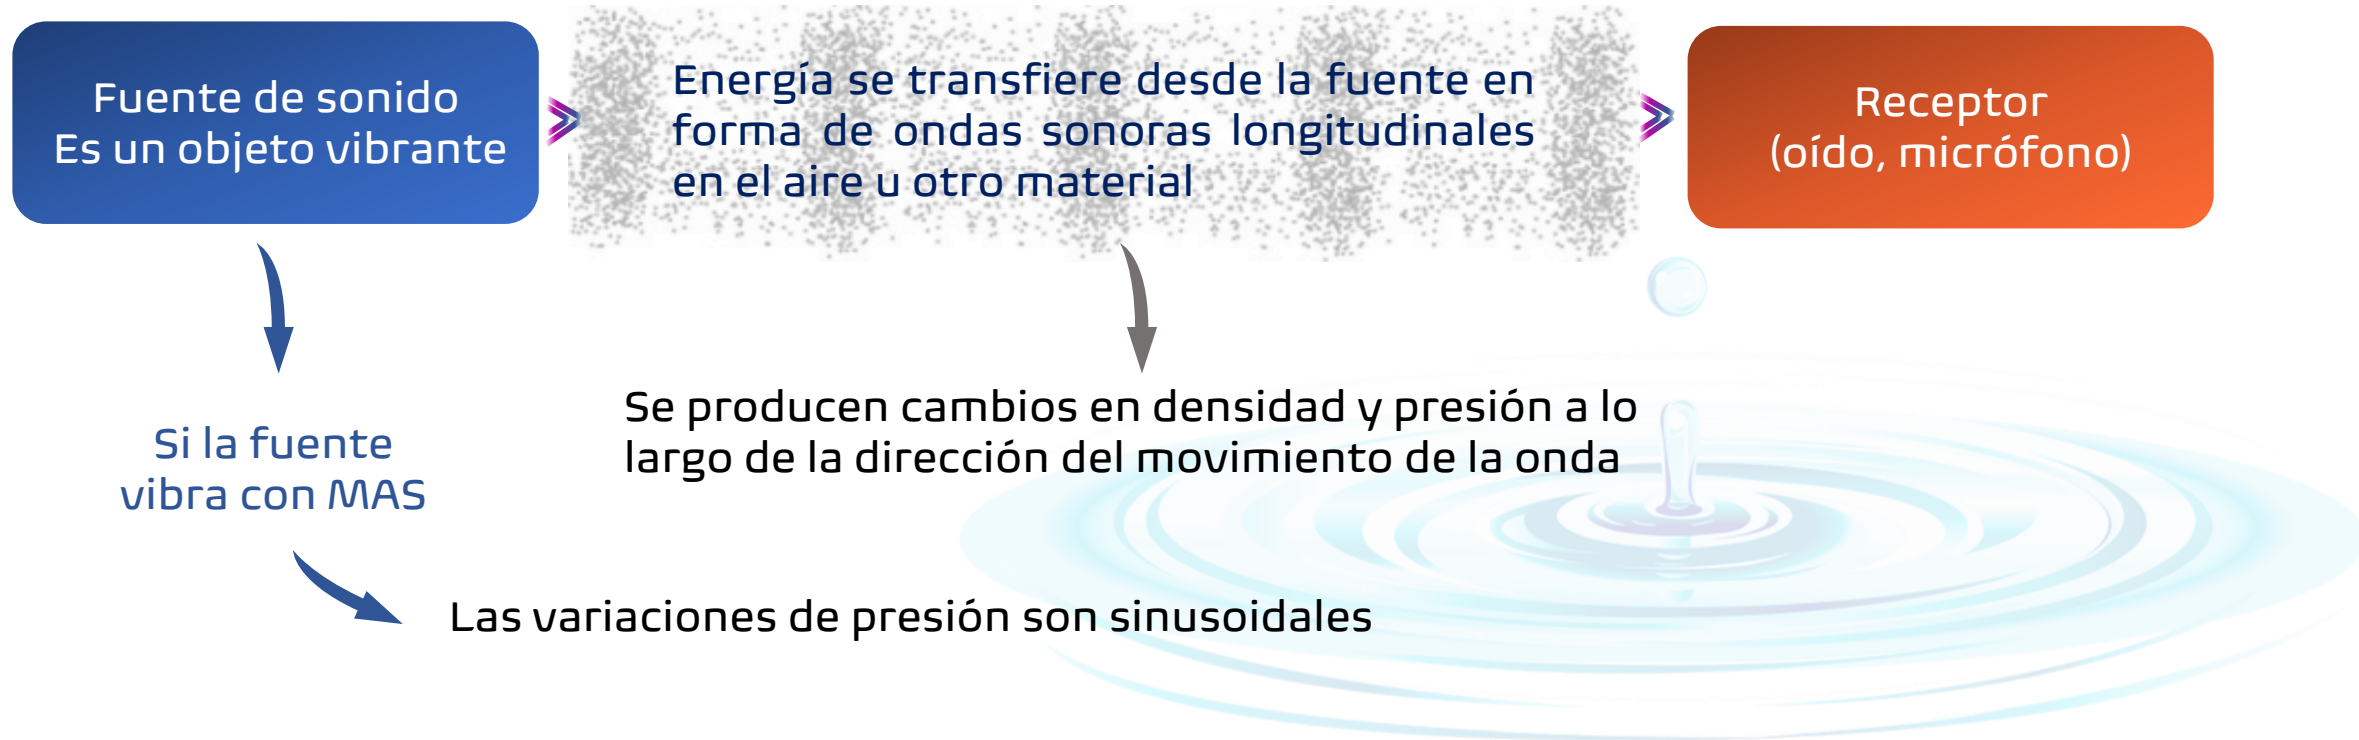 Fuente de sonido
Es un objeto vibrante
Energía se transfiere desde la fuente en
forma de ondas sonoras longitudinales
en el aire u otro material
Receptor
(oído, micrófono)
Se producen cambios en densidad y presión a lo
largo de la dirección del movimiento de la onda
Si la fuente
vibra con MAS
Las variaciones de presión son sinusoidales